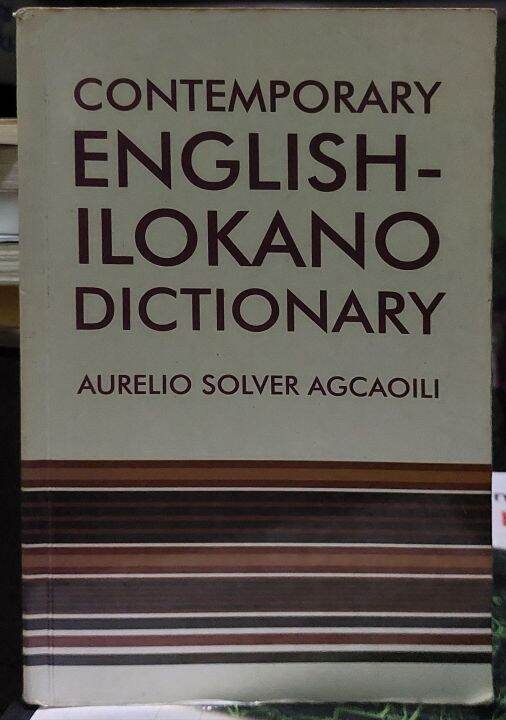 CONTEMPORARY
ENGLISH-
ILOKANO
DICTIONARY
AURELIO SOLVER AGCAOILI